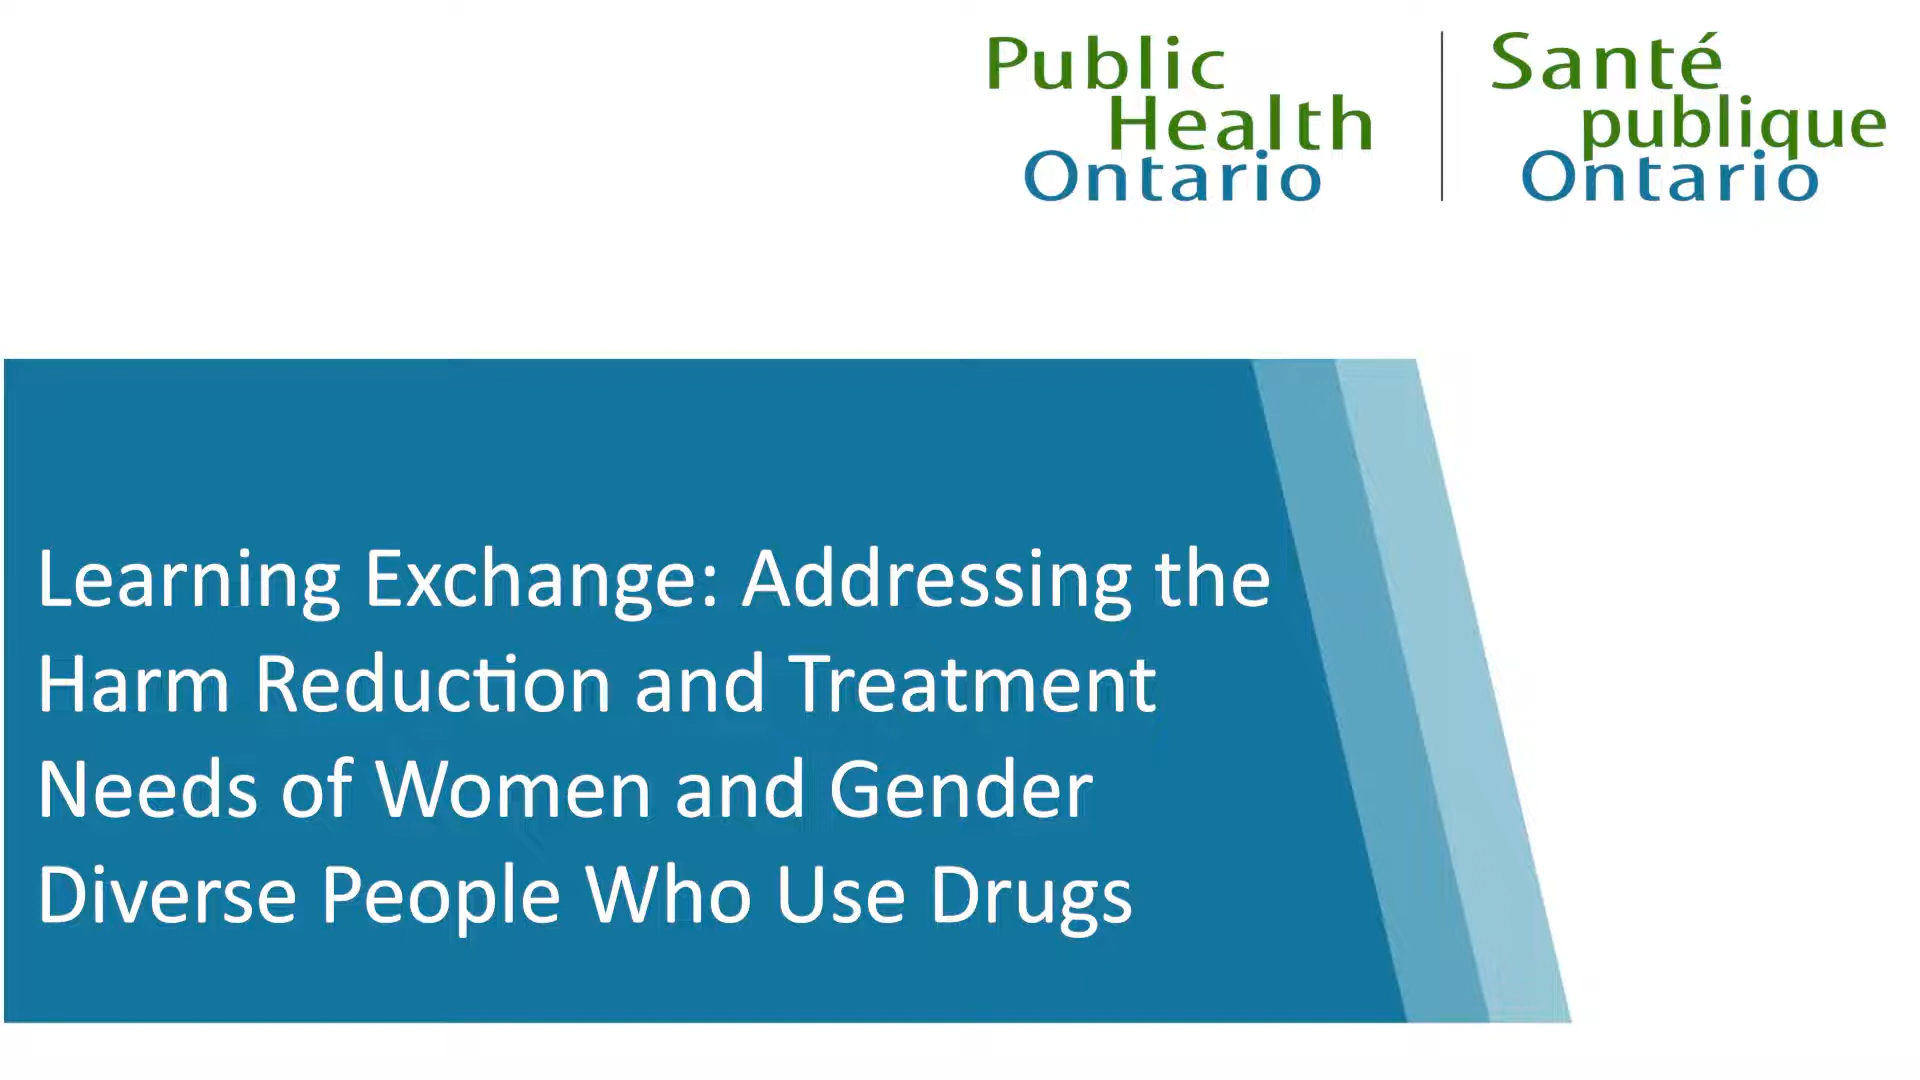 Public
Health
Ontario
Santé
publique
Ontario
Learning Exchange: Addressing the
Harm Reduction and Treatment
Needs of Women and Gender
Diverse People Who Use Drugs